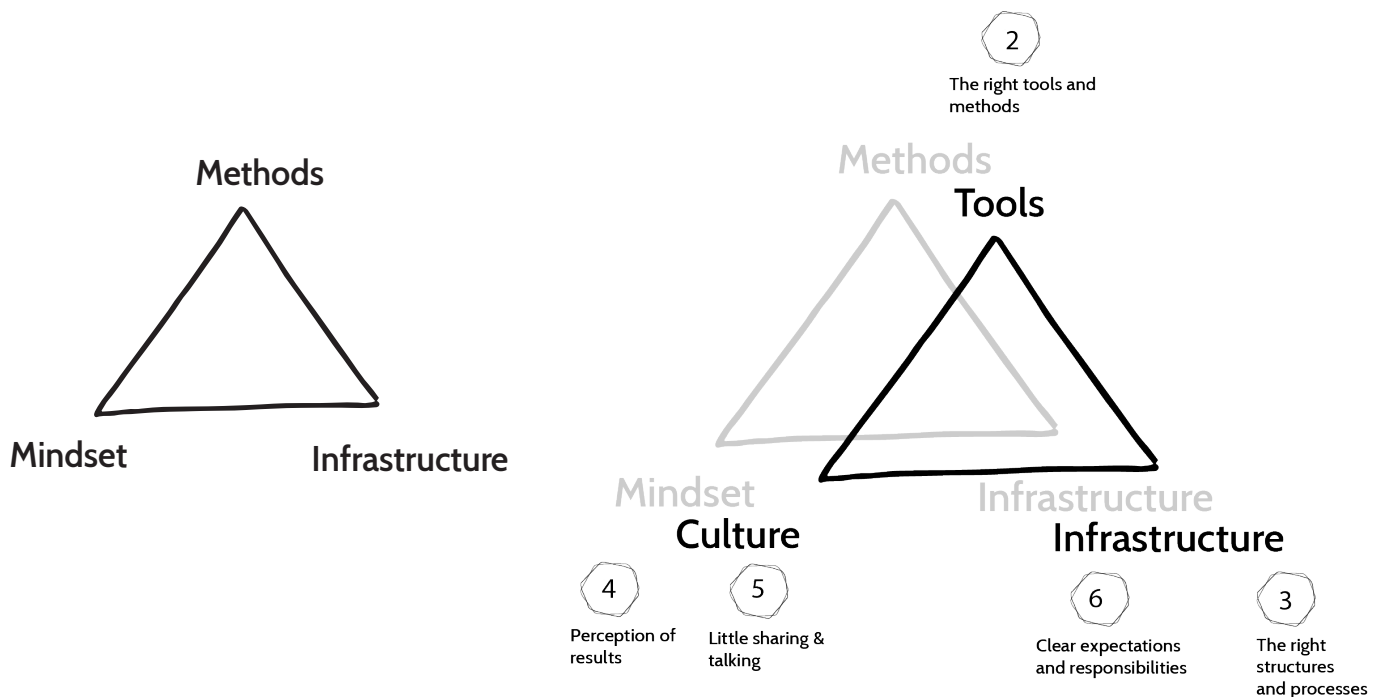 Methods
Mindset
Infrastructure
2
The right tools and
methods
Methods
Tools
Mindset
Infrastructure
Culture
Infrastructure
4
Perception of
results
5
Little sharing &
talking
6
Clear expectations
and responsibilities
3
The right
structures
and processes